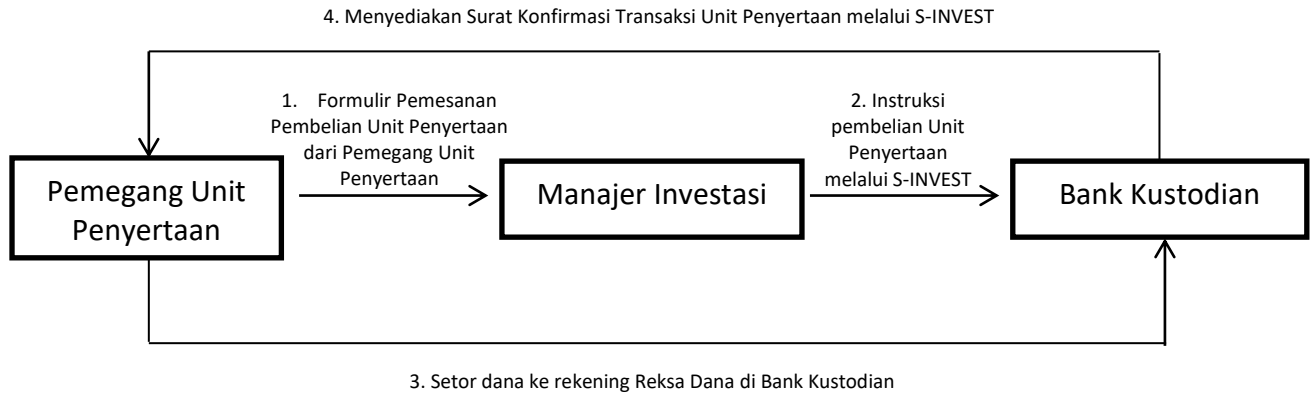 4. Menyediakan Surat Konfirmasi Transaksi Unit Penyertaan melalui S-INVEST
1. Formulir Pemesanan
Pembelian Unit Penyertaan
dari Pemegang Unit
Penyertaan
2. Instruksi
pembelian Unit
Penyertaan
melalui S-INVEST
Pemegang Unit
Penyertaan
Manajer Investasi
Bank Kustodian
3. Setor dana ke rekening Reksa Dana di Bank Kustodian